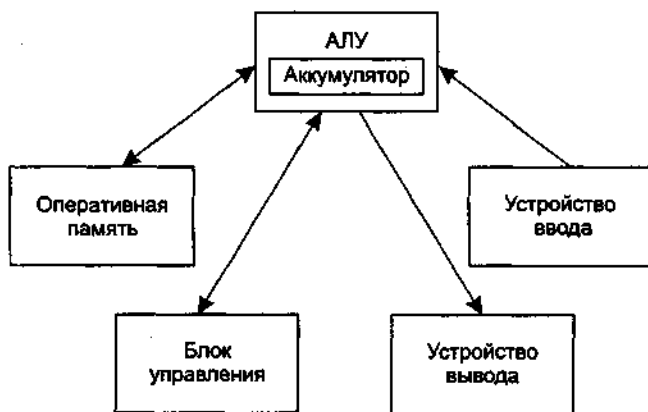 АЛУ
Аккумулятор
Оперативная
память
Устройство
ввода
Блок
управления
Устройство
вывода